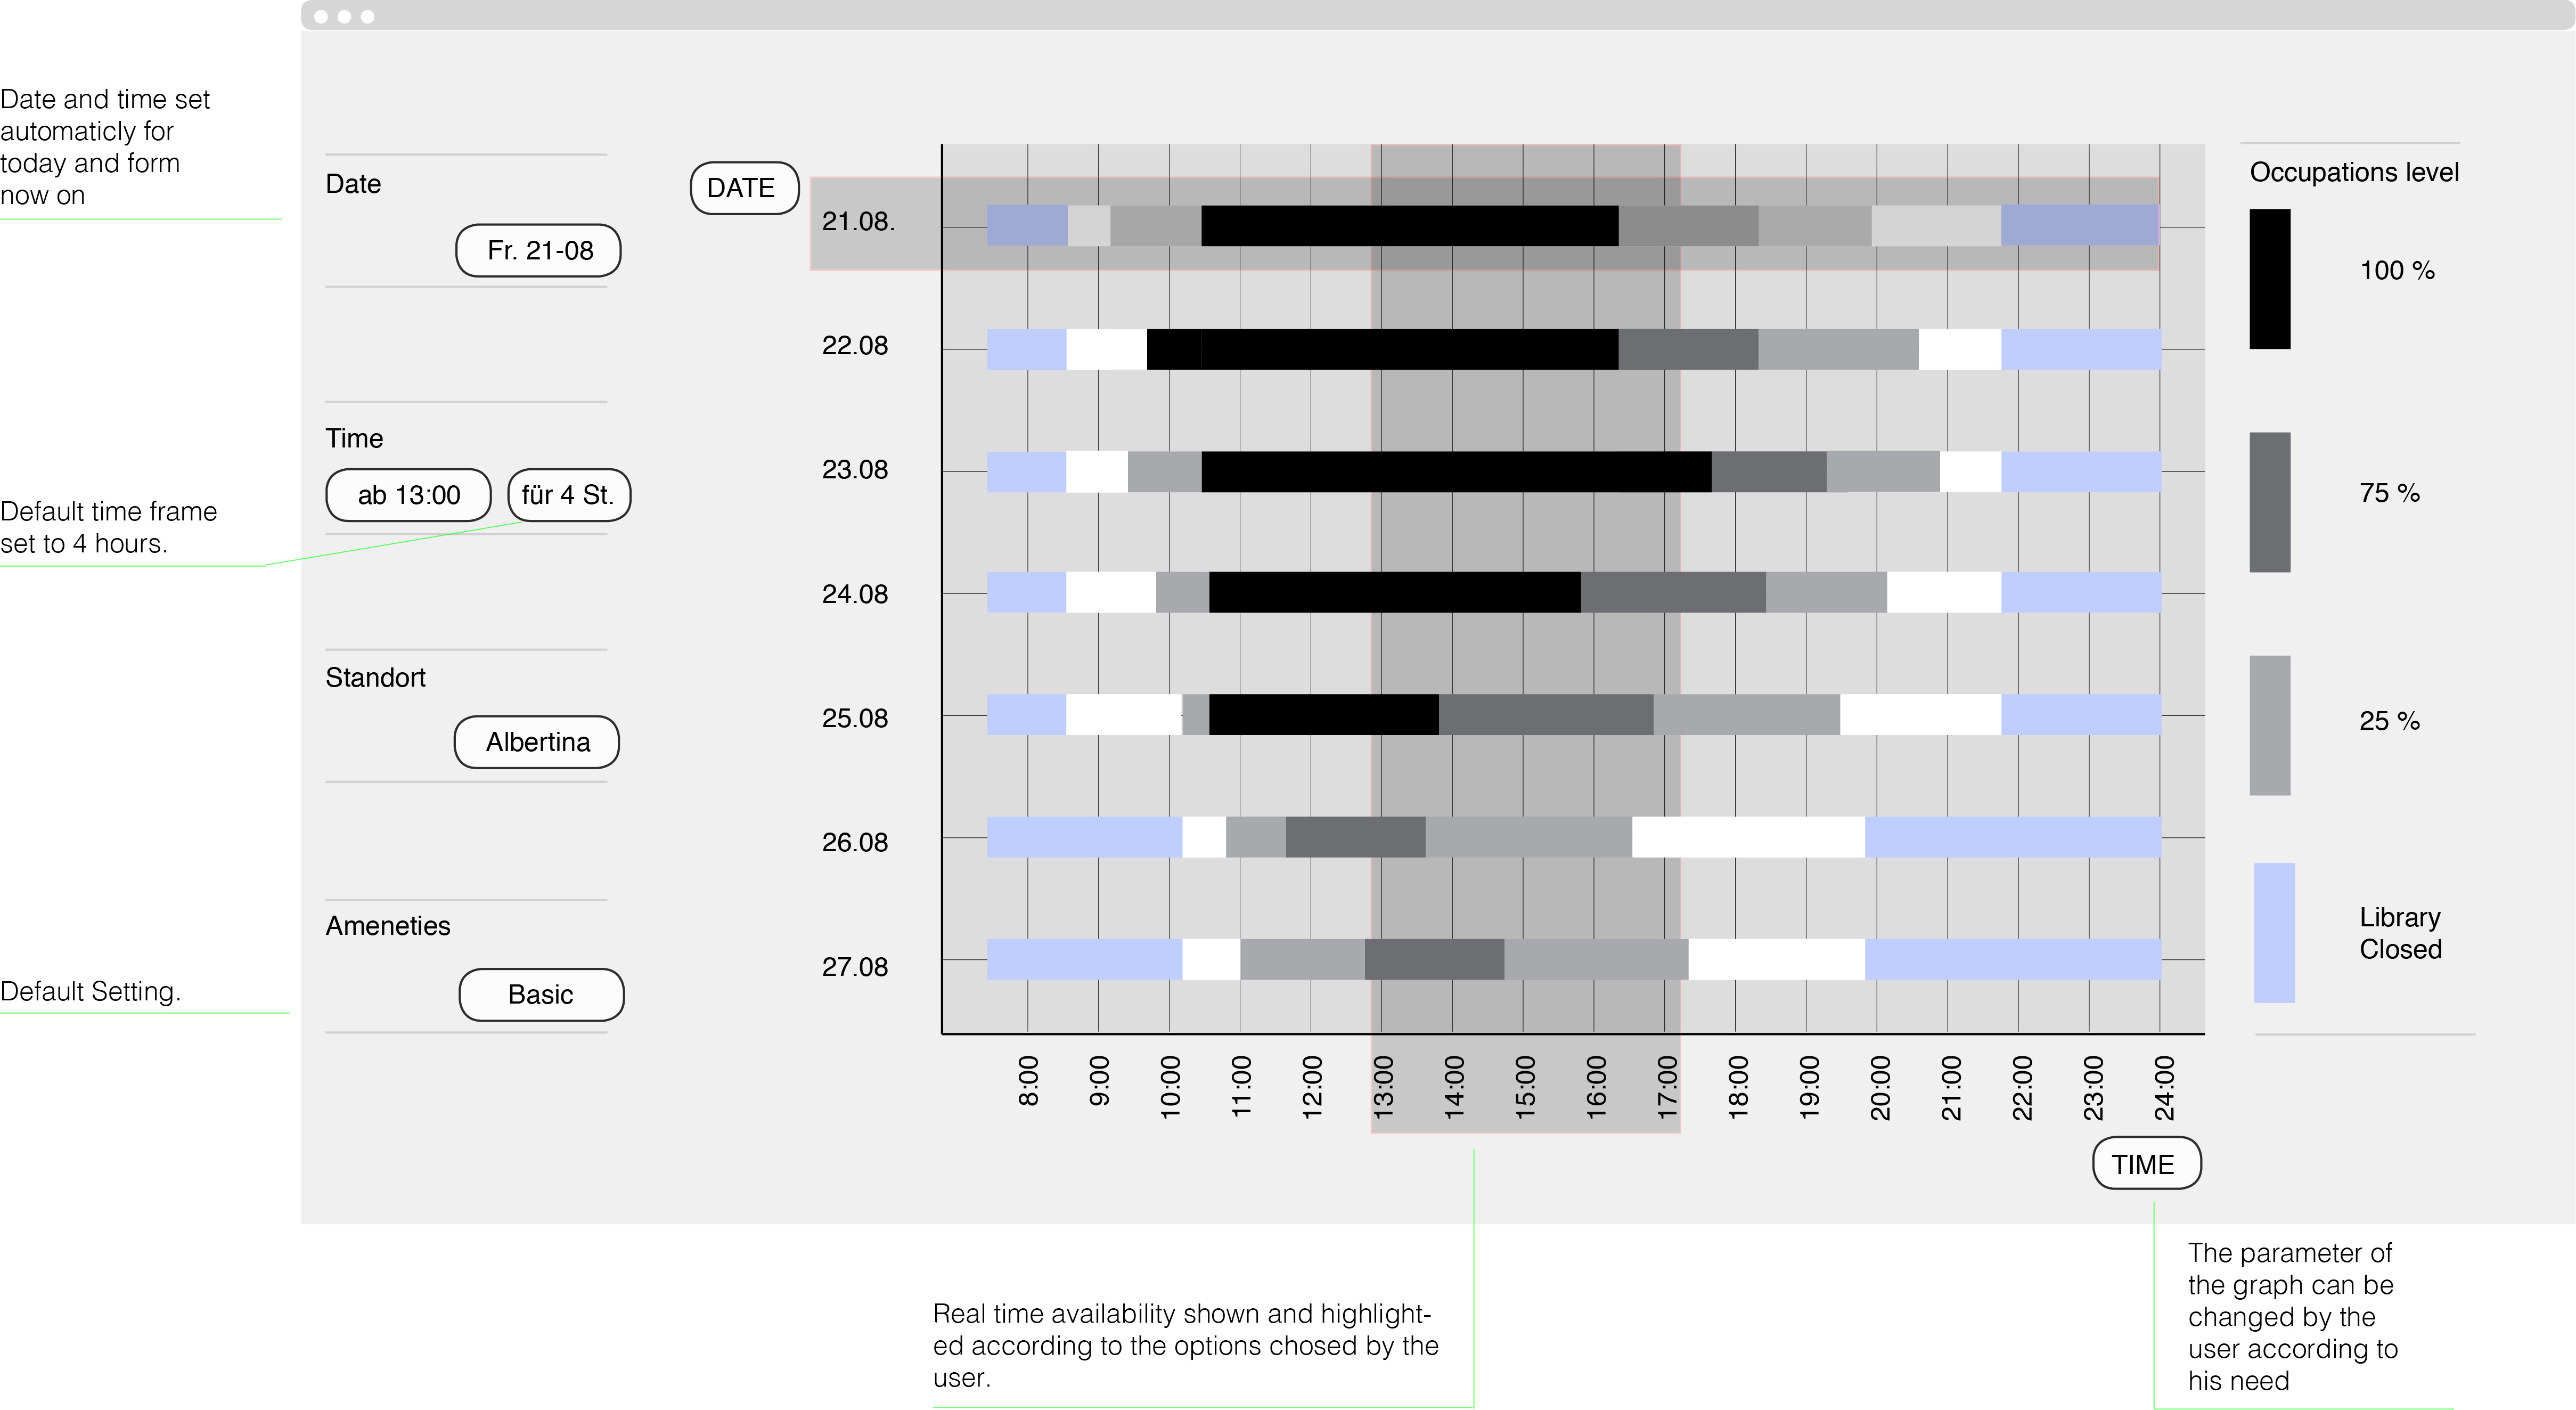 Date and time set
automaticly for
today and form
now on
Default time frame
set to 4 hours.
Default Setting.
Date
Fr. 21-08
Time
ab 13:00
für 4 St.
Standort
Albertina
Ameneties
Basic
DATE
21.08.
22.08
23.08
24.08
25.08
26.08
27.08
8:00
9:00
10:00
11:00
12:00
13:00
14:00
15:00
16:00
17:00
18:00
19:00
20:00
21:00
22:00
23:00
24:00
TIME
Occupations level
100 %
75 %
25 %
Library
Closed
Real time availability shown and highlight-
ed according to the options chosed by the
user.
The parameter of
the graph can be
changed by the
user according to
his need